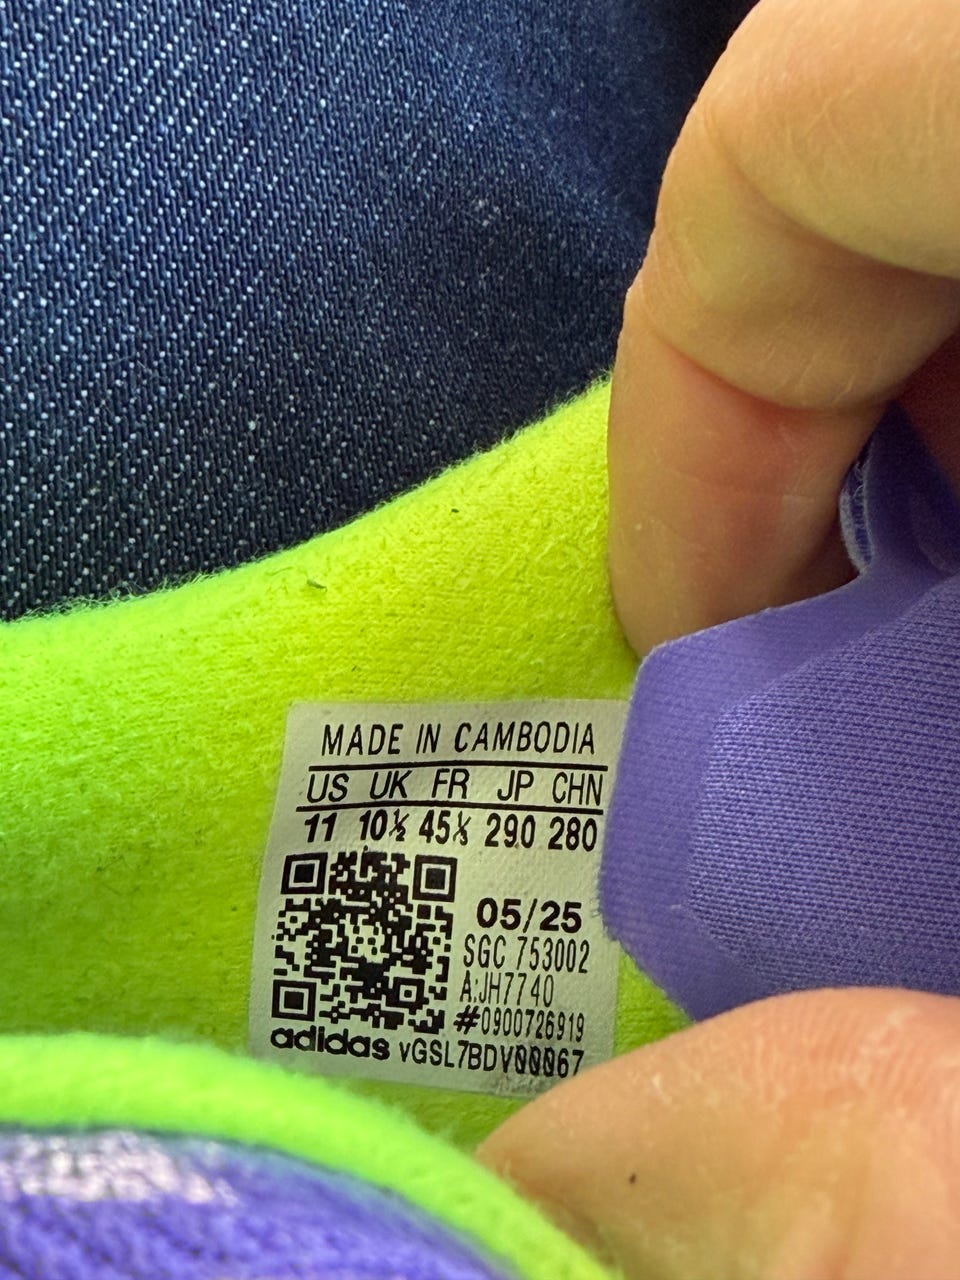 MADE IN CAMBODIA
US UK FR JP CHN
11 10½ 45⅓ 290 280
05/25
SGC 753002
A:JH7740
#0900726919
adidas vGSL7BDV00067